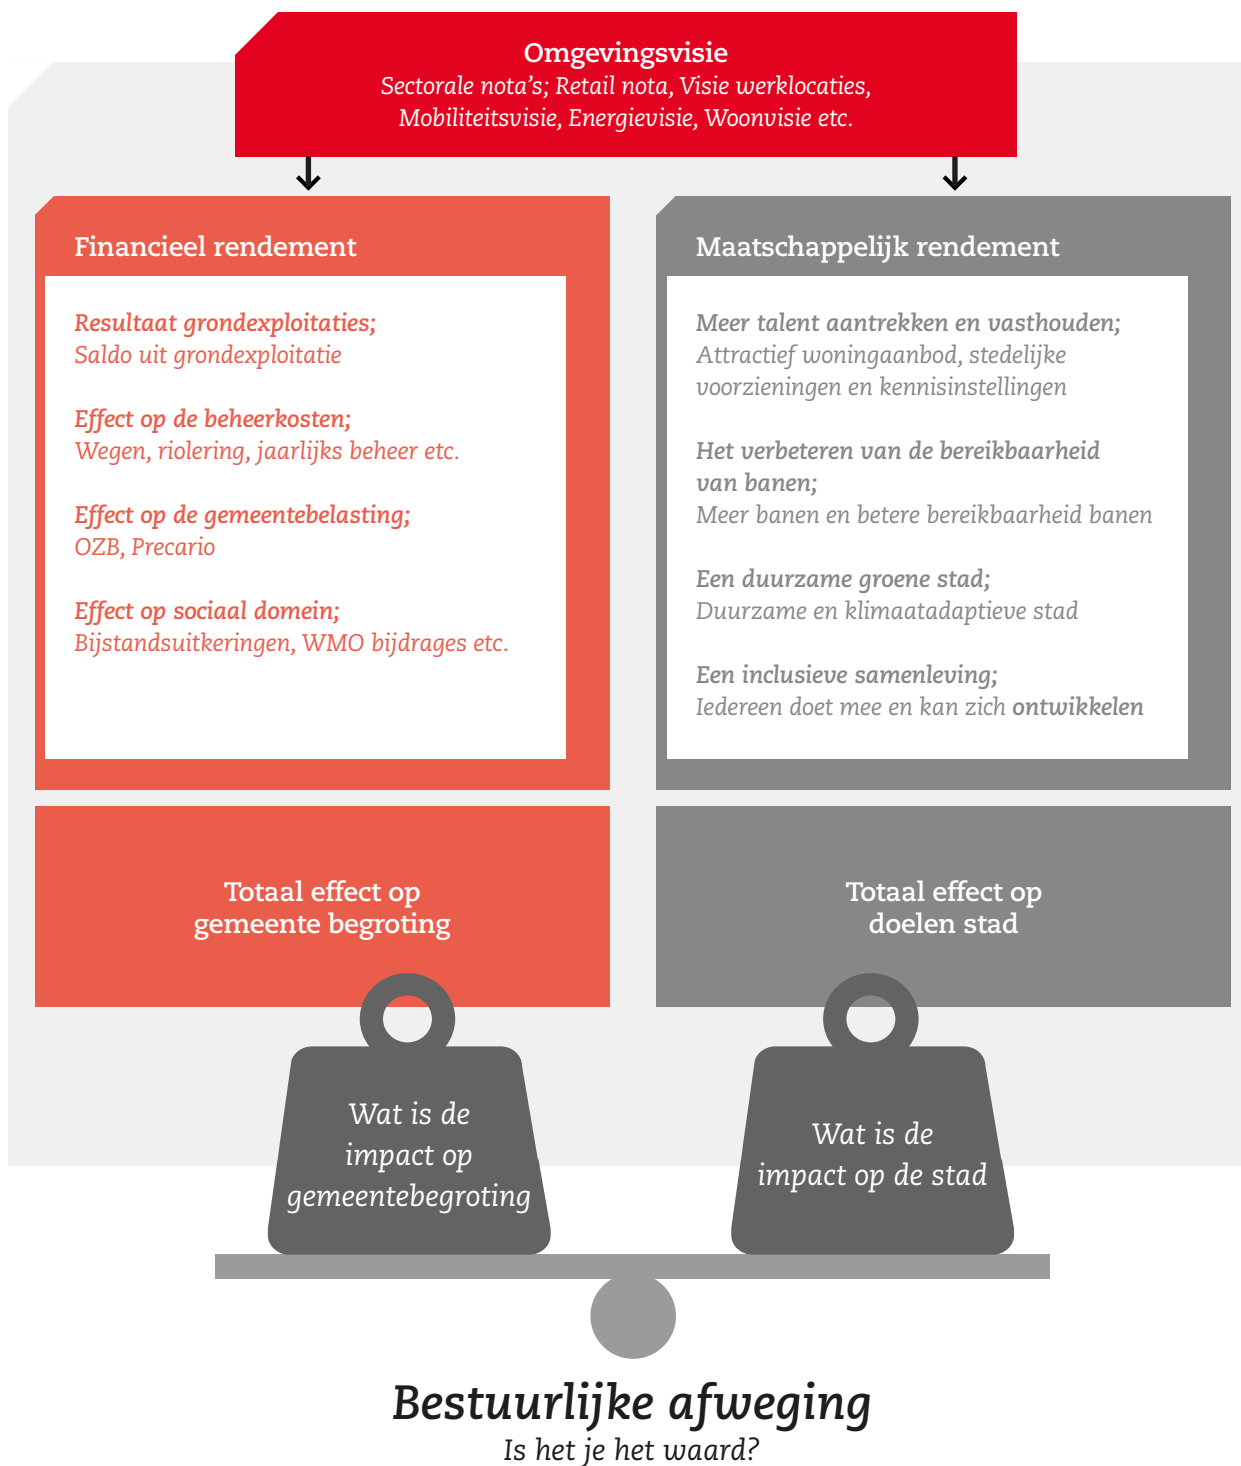 Omgevingsvisie
Sectorale nota's; Retail nota, Visie werklocaties,
Mobiliteitsvisie, Energievisie, Woonvisie etc.
Financieel rendement
Resultaat grondexploitaties;
Saldo uit grondexploitatie
Effect op de beheerkosten;
Wegen, riolering, jaarlijks beheer etc.
Effect op de gemeentebelasting;
OZB, Precario
Effect op sociaal domein;
Bijstandsuitkeringen, WMO bijdrages etc.
Totaal effect op
gemeente begroting
Maatschappelijk rendement
Meer talent aantrekken en vasthouden;
Attractief woningaanbod, stedelijke
voorzieningen en kennisinstellingen
Het verbeteren van de bereikbaarheid
van banen;
Meer banen en betere bereikbaarheid banen
Een duurzame groene stad;
Duurzame en klimaatadaptieve stad
Een inclusieve samenleving;
Iedereen doet mee en kan zich ontwikkelen
Totaal effect op
doelen stad
Wat is de
impact op
gemeentebegroting
Wat is de
impact op de stad
Bestuurlijke afweging
Is het je het waard?